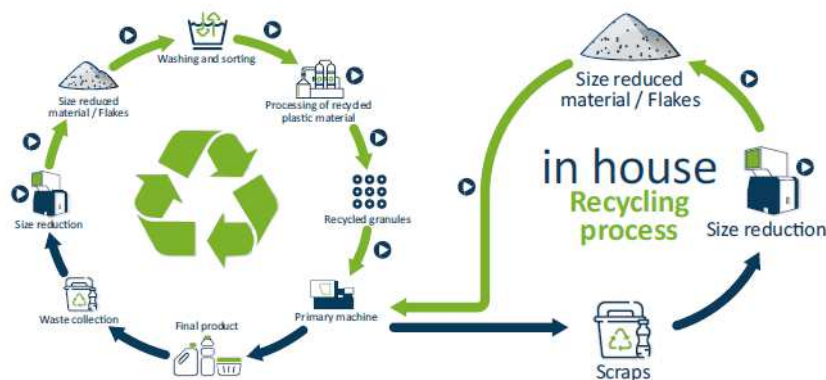 Washing and sorting
Size reduced
material / Flakes
Processing of recycled
plastic material
Size reduction
Recycled granules
Waste collection
Final product
Primary machine
Size reduced
material / Flakes
in house
Recycling
process
Size reduction
Scraps